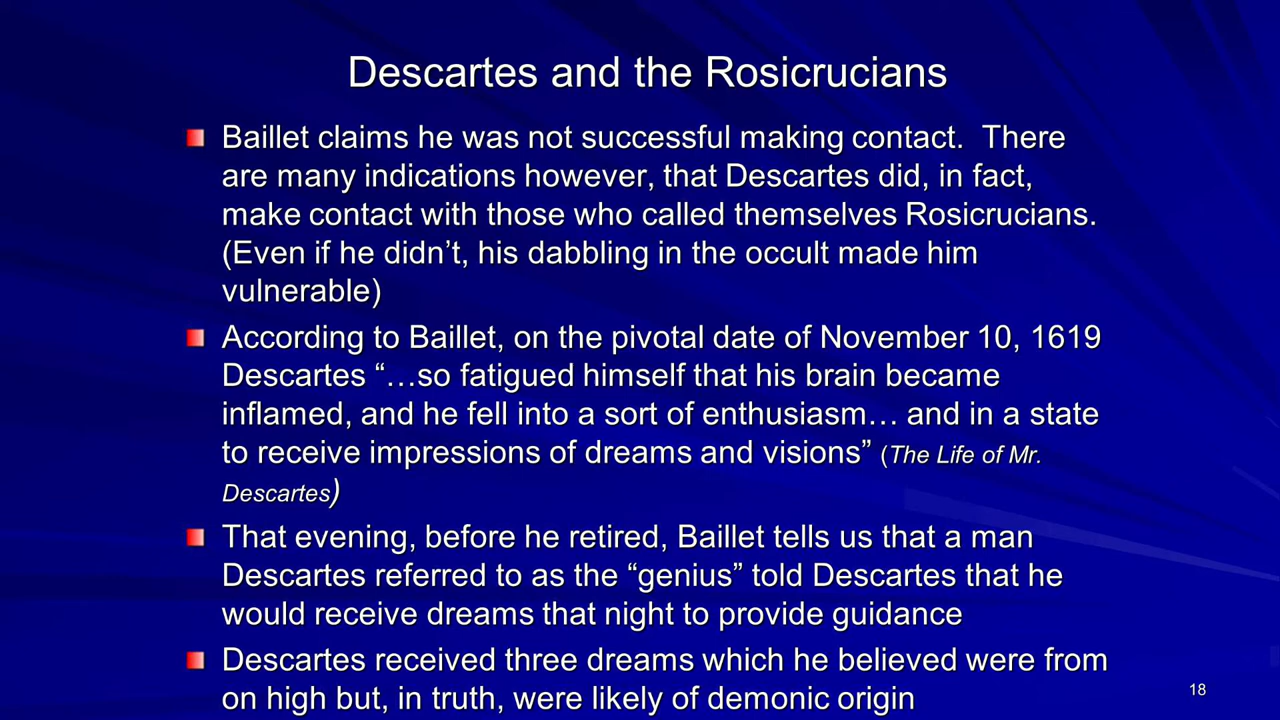 Descartes and the Rosicrucians
Baillet claims he was not successful making contact.  There
are many indications however, that Descartes did, in fact,
make contact with those who called themselves Rosicrucians.
(Even if he didn’t, his dabbling in the occult made him
vulnerable)
According to Baillet, on the pivotal date of November 10, 1619
Descartes “…so fatigued himself that his brain became
inflamed, and he fell into a sort of enthusiasm… and in a state
to receive impressions of dreams and visions” (The Life of Mr.
Descartes)
That evening, before he retired, Baillet tells us that a man
Descartes referred to as the “genius” told Descartes that he
would receive dreams that night to provide guidance
Descartes received three dreams which he believed were from
on high but, in truth, were likely of demonic origin
18